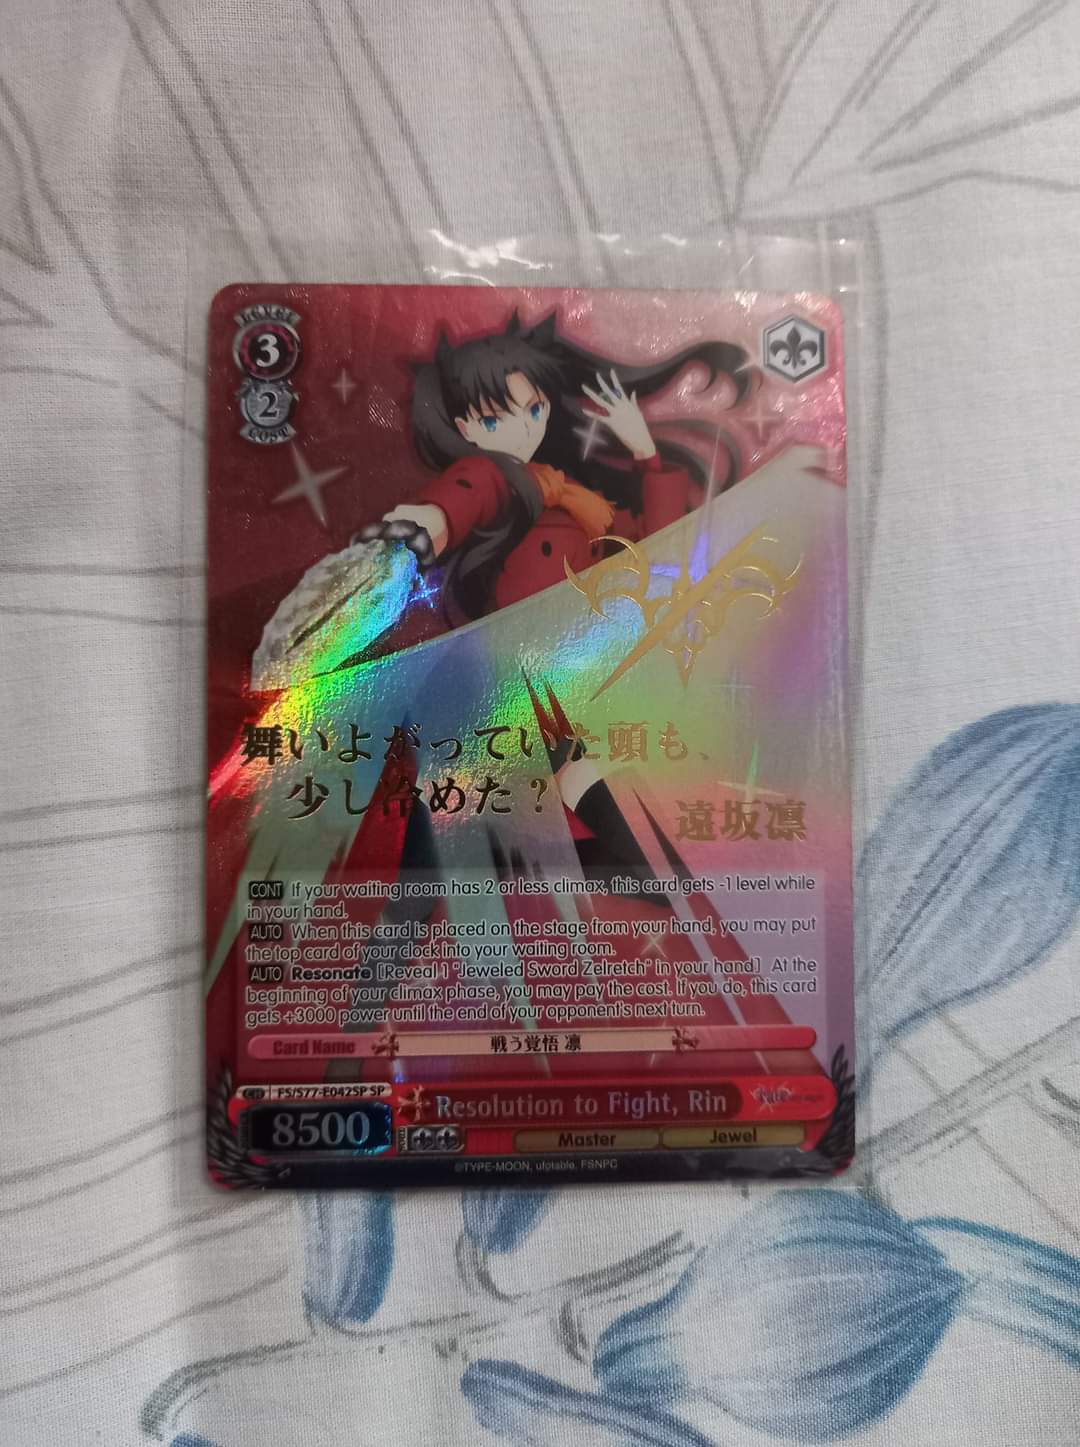 LEVEL
3
2
COST
舞いよがっていた頭も、
少し冷めた？
遠坂凛
CONT If your waiting room has 2 or less climax, this card gets -1 level while
in your hand.
AUTO When this card is placed on the stage from your hand, you may put
the top card of your clock into your waiting room.
AUTO Resonate [Reveal 1 "Jeweled Sword Zelretch" in your hand] At the
beginning of your climax phase, you may pay the cost. If you do, this card
gets +3000 power until the end of your opponent's next turn.
Card Name 戦う覚悟 凛
FS/S77-E042SP SP
8500
Resolution to Fight, Rin
Master Jewel
©TYPE-MOON, ufotable, FSNPC